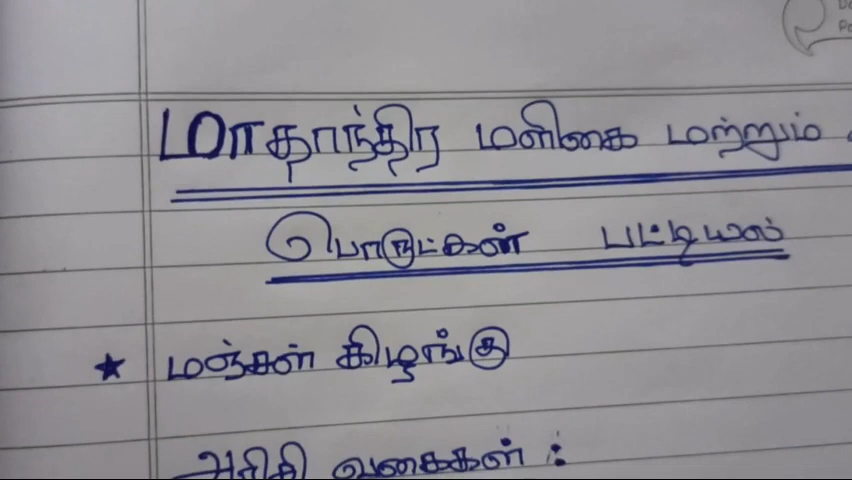 மாதாந்திர மளிகை மற்றும்
பொருட்கள் பட்டியல்
★ மஞ்சள் கிழங்கு
அரிசி வகைகள் :